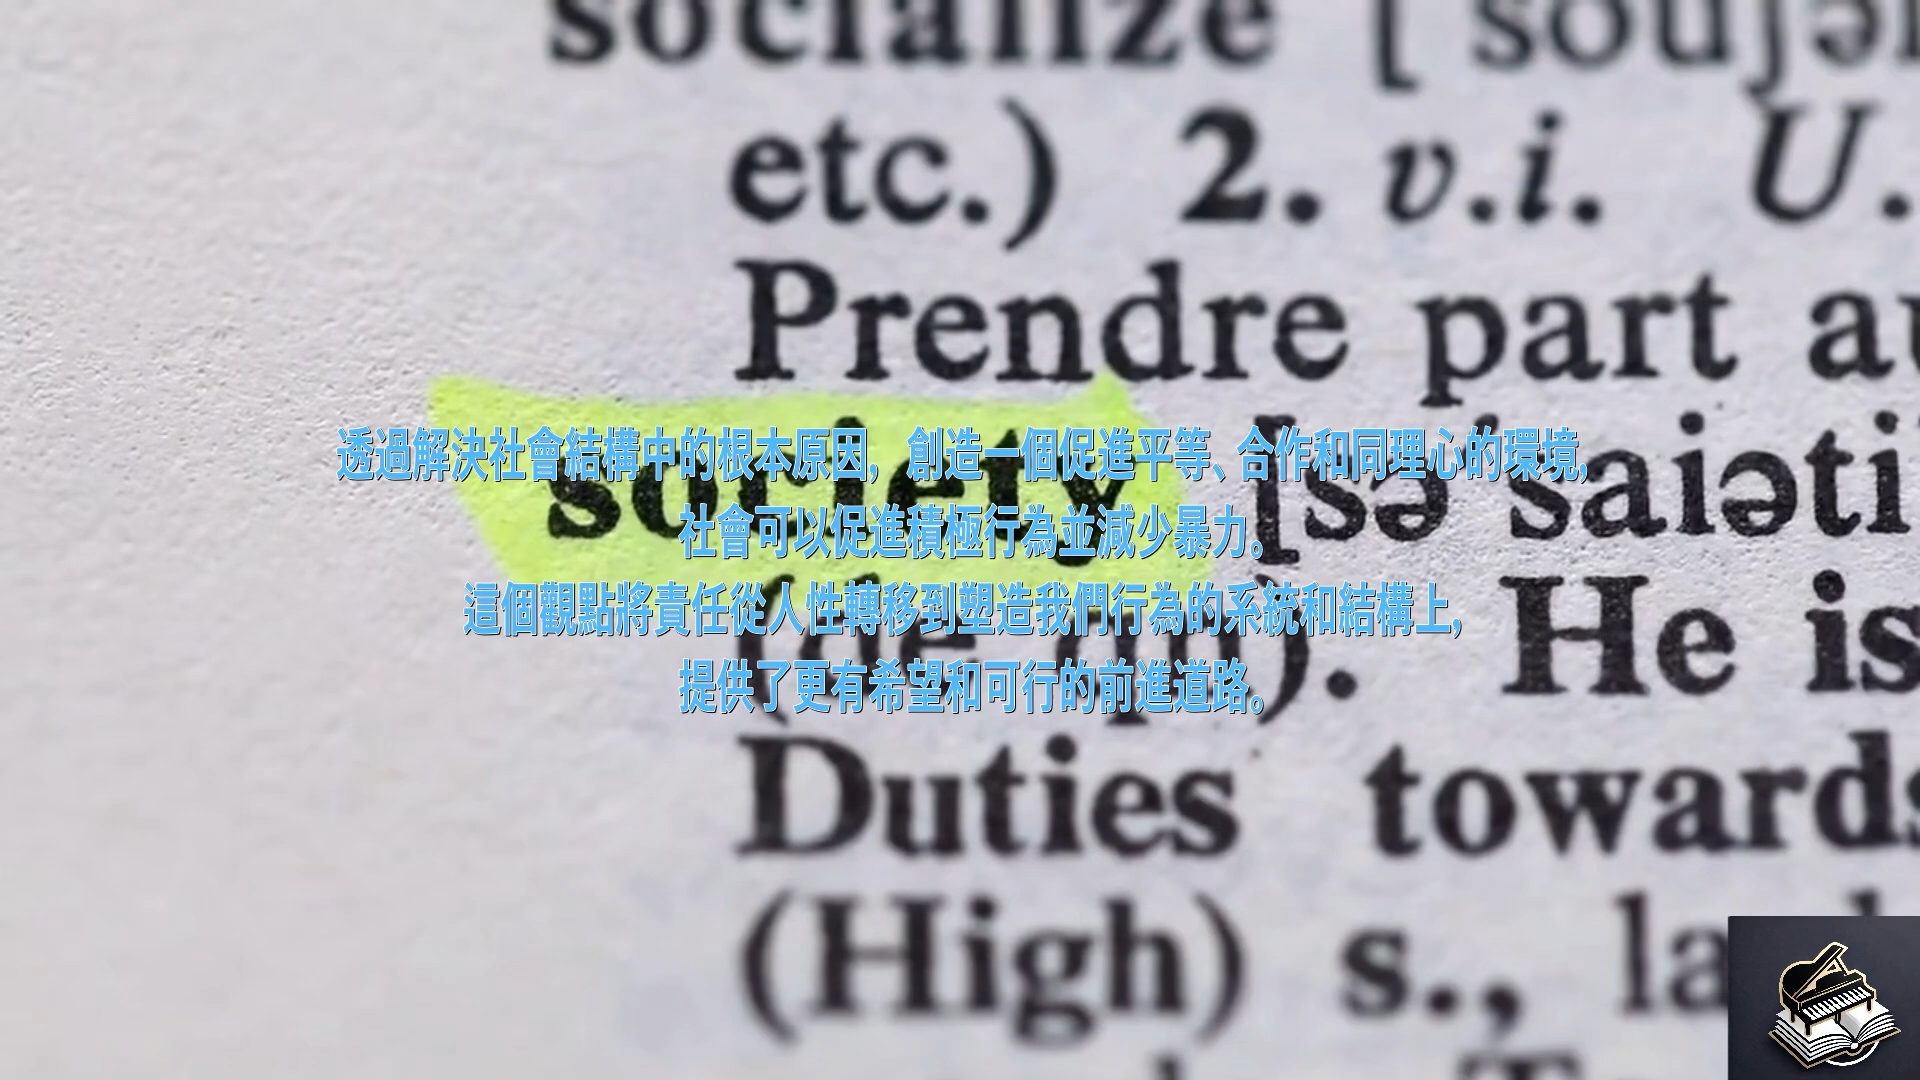 socialize [ˈsouʃəl
etc.) 2. v.i. U.
Prendre part au
society [səˈsaiəti
透過解決社會結構中的根本原因，創造一個促進平等、合作和同理心的環境，
社會可以促進積極行為並減少暴力。
這個觀點將責任從人性轉移到塑造我們行為的系統和結構上，
提供了更有希望和可行的前進道路。
He is
Duties towards
(High) s., la